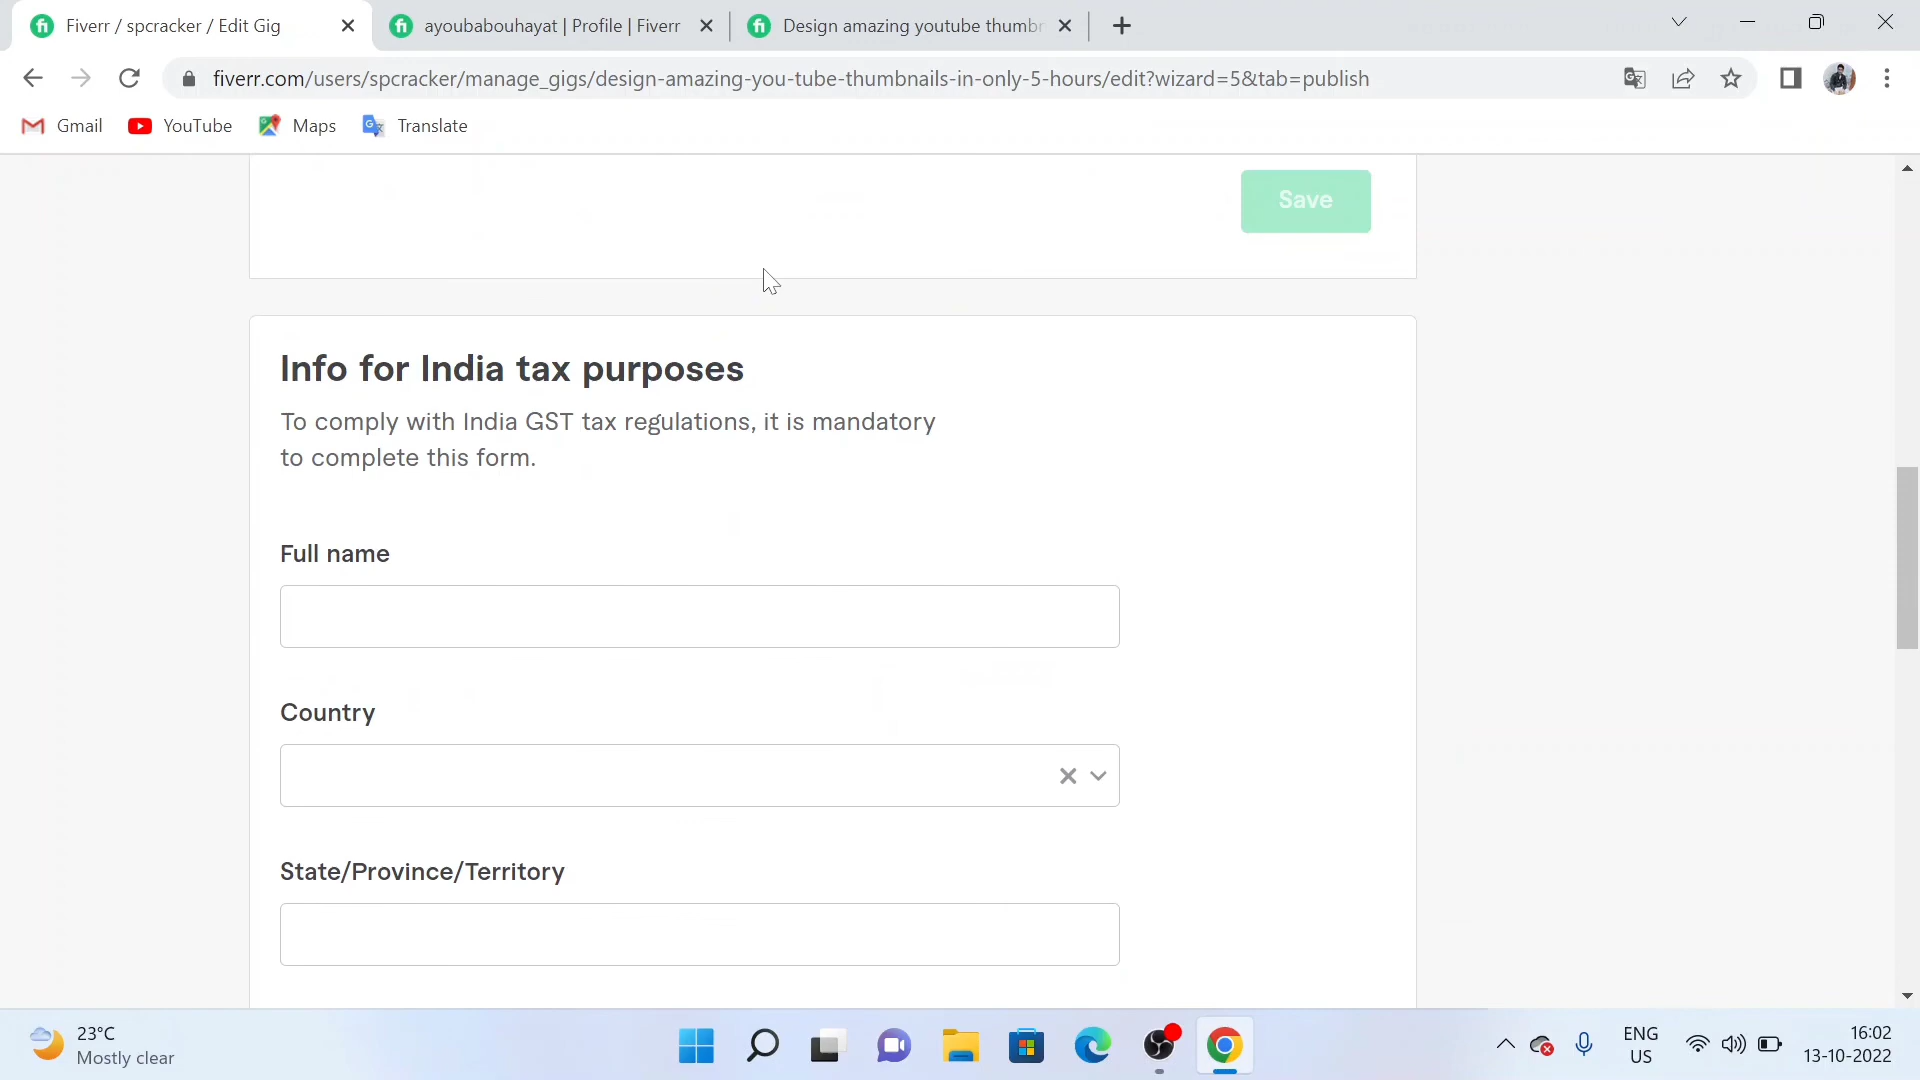 Fiverr / spcracker / Edit Gig
ayoubabouhayat | Profile | Fiverr
Design amazing youtube thumbn
fiverr.com/users/spcracker/manage_gigs/design-amazing-you-tube-thumbnails-in-only-5-hours/edit?wizard=5&tab=publish
Gmail
YouTube
Maps
Translate
Save
Info for India tax purposes
To comply with India GST tax regulations, it is mandatory
to complete this form.
Full name
Country
State/Province/Territory
23°C
Mostly clear
ENG
US
16:02
13-10-2022